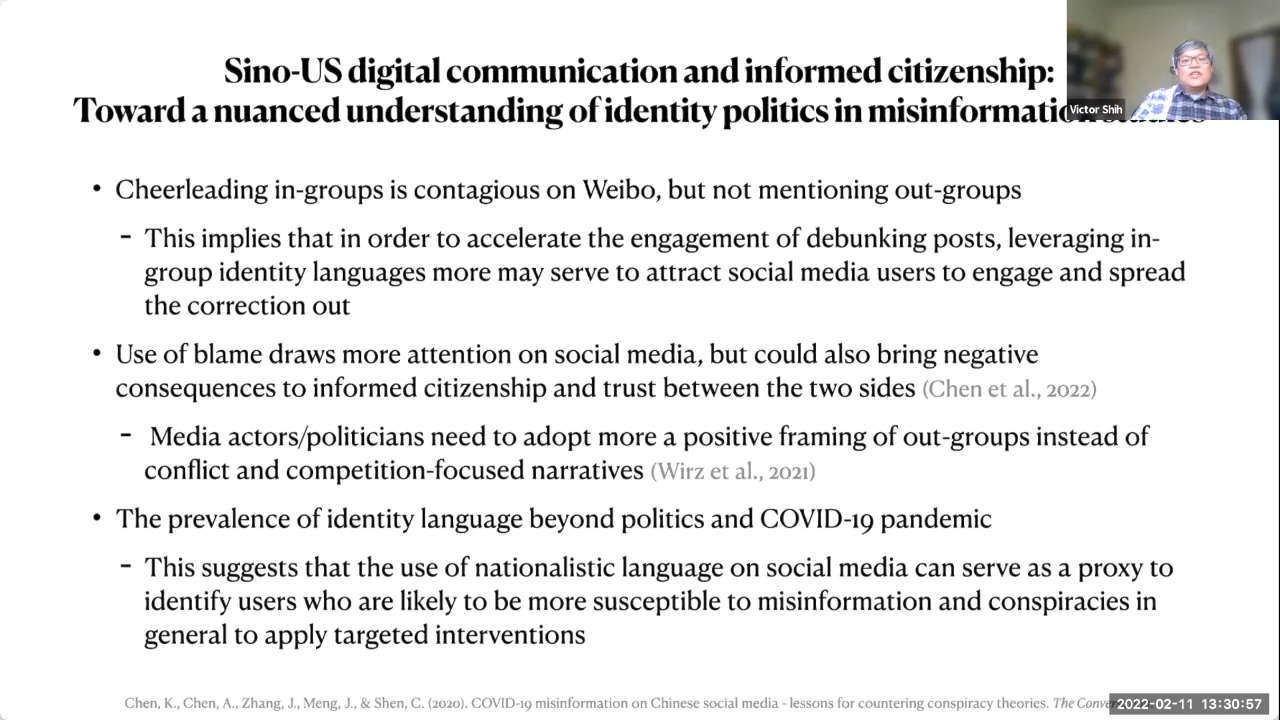 Sino-US digital communication and informed citizenship:
Toward a nuanced understanding of identity politics in misinformation
Victor Shih
• Cheerleading in-groups is contagious on Weibo, but not mentioning out-groups
– This implies that in order to accelerate the engagement of debunking posts, leveraging in-
group identity languages more may serve to attract social media users to engage and spread
the correction out
• Use of blame draws more attention on social media, but could also bring negative
consequences to informed citizenship and trust between the two sides (Chen et al., 2022)
– Media actors/politicians need to adopt more a positive framing of out-groups instead of
conflict and competition-focused narratives (Wirz et al., 2021)
• The prevalence of identity language beyond politics and COVID-19 pandemic
– This suggests that the use of nationalistic language on social media can serve as a proxy to
identify users who are likely to be more susceptible to misinformation and conspiracies in
general to apply targeted interventions
Chen, K., Chen, A., Zhang, J., Meng, J., & Shen, C. (2020). COVID-19 misinformation on Chinese social media - lessons for countering conspiracy theories. The
2022-02-11 13:30:57